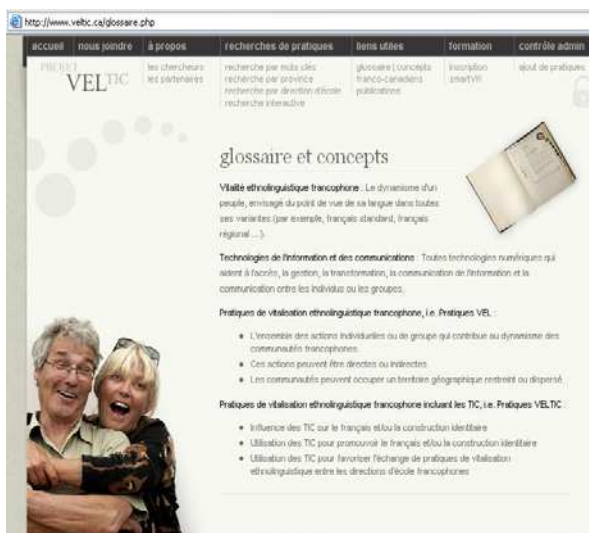 http://www.veltic.ca/glossaire.php
accueil nous joindre à propos recherches de pratiques liens utiles formation contrôle admin
PROJET
VELTIC
les chercheurs
les partenaires
recherche par mots clés
recherche par province
recherche par direction d'école
recherche interactive
glossaire | concepts
franco-canadiens
publications
inscription
ajout de pratiques
glossaire et concepts
Vitalité ethnolinguistique francophone : Le dynamisme d'un
peuple, envisagé du point de vue de sa langue dans toutes
ses variantes (par exemple, français standard, français
régional ...).
Technologies de l'information et des communications : Toutes technologies numériques qui
aident à l'accès, la gestion, la transformation, la communication de l'information et la
communication entre les individus ou les groupes.
Pratiques de vitalisation ethnolinguistique francophone, i.e. Pratiques VEL :
L'ensemble des actions individuelles ou de groupe qui contribue au dynamisme des
communautés francophones.
Ces actions peuvent être directes ou indirectes.
Les communautés peuvent occuper un territoire géographique restreint ou dispersé.
Pratiques de vitalisation ethnolinguistique francophone incluant les TIC, i.e. Pratiques VELTIC :
Influence des TIC sur le français et/ou la construction identitaire
Utilisation des TIC pour promouvoir le français et/ou la construction identitaire
Utilisation des TIC pour favoriser l'échange de pratiques de vitalisation
ethnolinguistique entre les directions d'école francophones